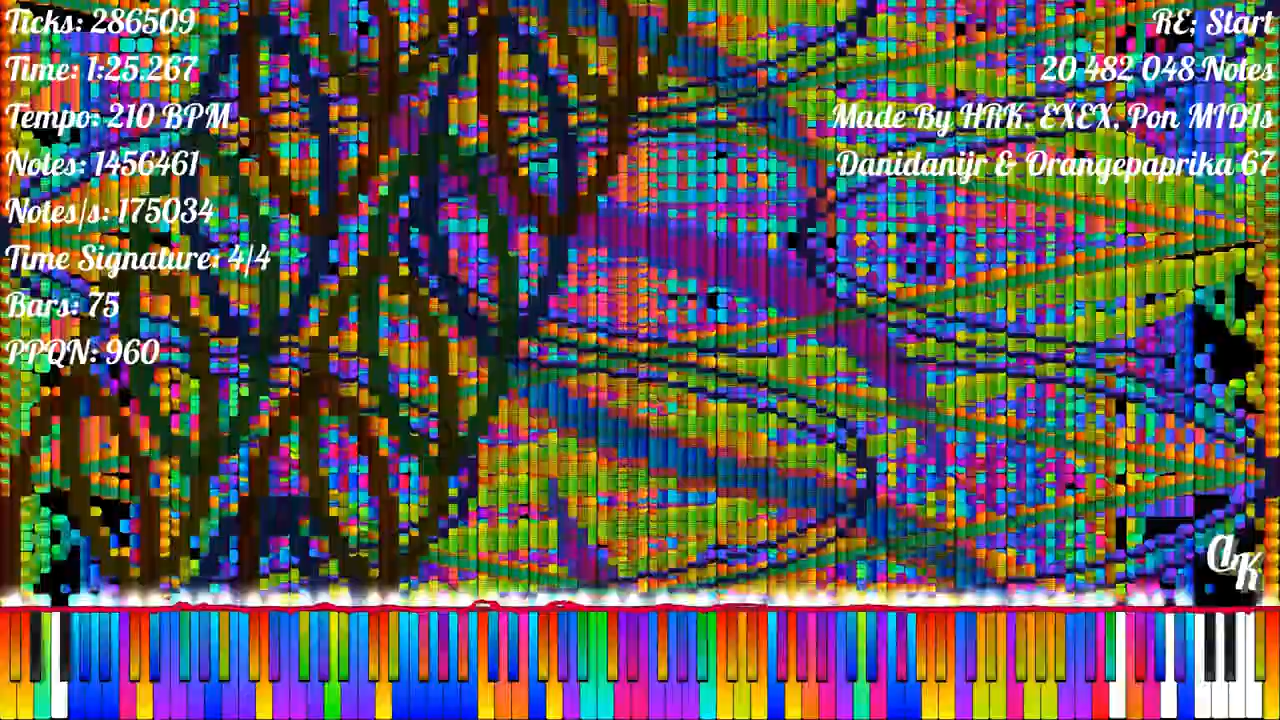 Ticks: 286509
Time: 1:25.267
Tempo: 210 BPM
Notes: 1456461
Notes/s: 175034
Time Signature: 4/4
Bars: 75
PPQN: 960
RE; Start
20 482 048 Notes
Made By HRK, EXEX, Pon MIDIs
Danidanijr & Orangepaprika 67